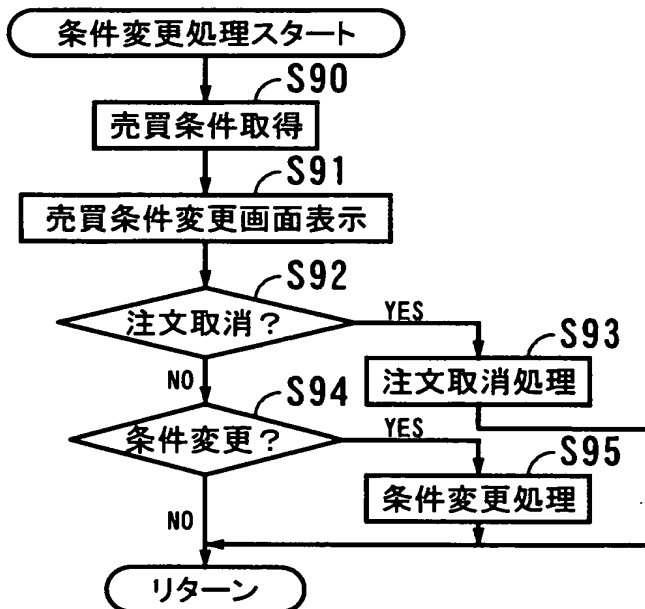 条件変更処理スタート
S90
売買条件取得
S91
売買条件変更画面表示
S92
注文取消?
YES
S93
注文取消処理
NO
S94
条件変更?
YES
S95
条件変更処理
NO
リターン